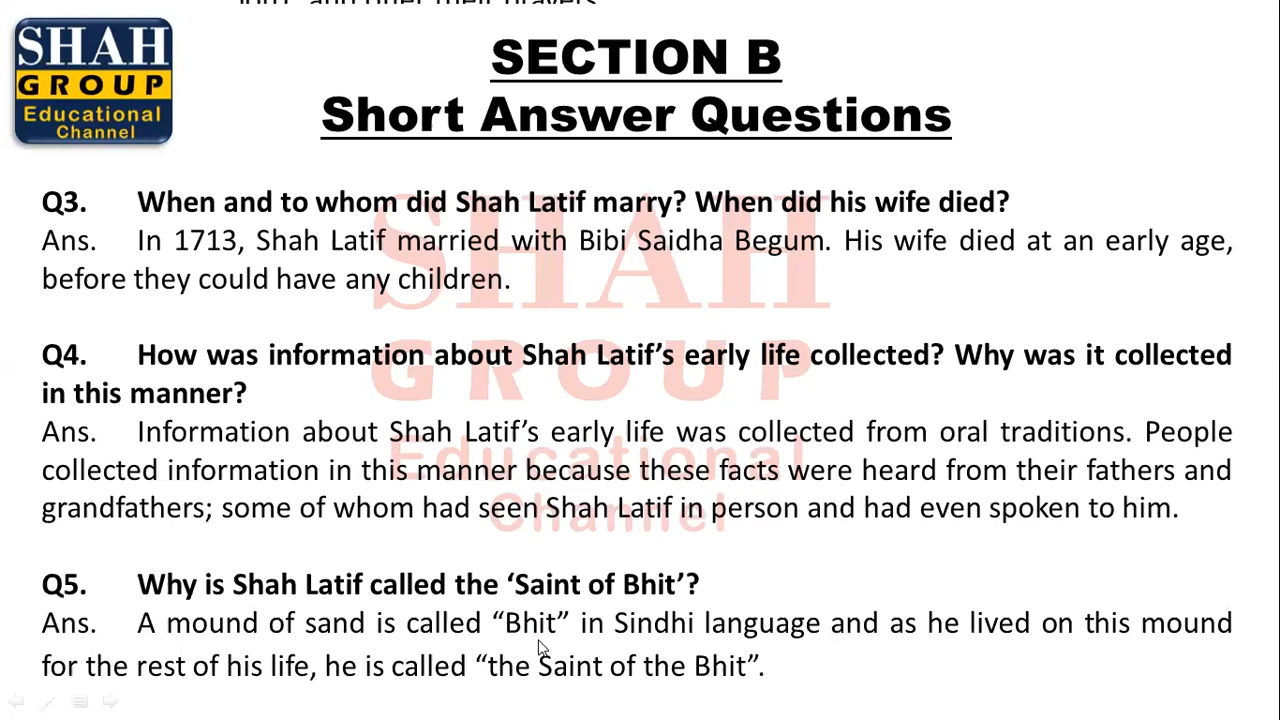 SHAH
GROUP
Educational
Channel
SECTION B
Short Answer Questions
Q3. When and to whom did Shah Latif marry? When did his wife died?
Ans. In 1713, Shah Latif married with Bibi Saidha Begum. His wife died at an early age,
before they could have any children.
Q4. How was information about Shah Latif’s early life collected? Why was it collected
in this manner?
Ans. Information about Shah Latif’s early life was collected from oral traditions. People
collected information in this manner because these facts were heard from their fathers and
grandfathers; some of whom had seen Shah Latif in person and had even spoken to him.
Q5. Why is Shah Latif called the ‘Saint of Bhit’?
Ans. A mound of sand is called “Bhit” in Sindhi language and as he lived on this mound
for the rest of his life, he is called “the Saint of the Bhit”.
SHAH
GROUP
Educational
Channel